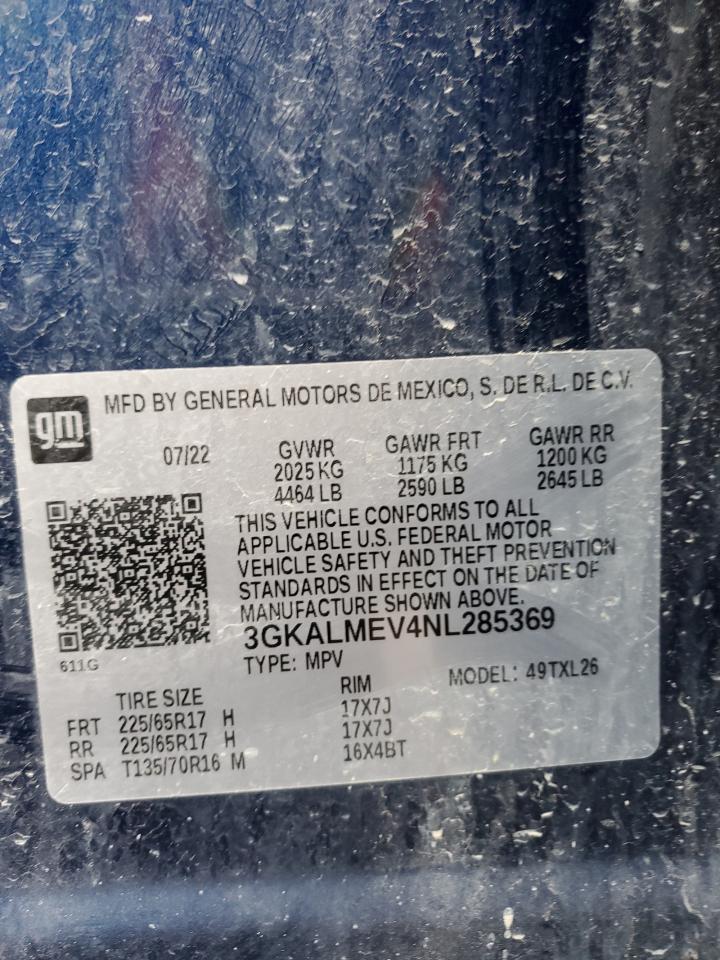 gm
MFD BY GENERAL MOTORS DE MEXICO, S. DE R.L. DE C.V.
07/22 GVWR GAWR FRT GAWR RR
2025 KG 1175 KG 1200 KG
4464 LB 2590 LB 2645 LB
THIS VEHICLE CONFORMS TO ALL
APPLICABLE U.S. FEDERAL MOTOR
VEHICLE SAFETY AND THEFT PREVENTION
STANDARDS IN EFFECT ON THE DATE OF
MANUFACTURE SHOWN ABOVE.
3GKALMEV4NL285369
611G
TYPE: MPV MODEL: 49TXL26
TIRE SIZE RIM
FRT 225/65R17 H 17X7J
RR 225/65R17 H 17X7J
SPA T135/70R16 M 16X4BT